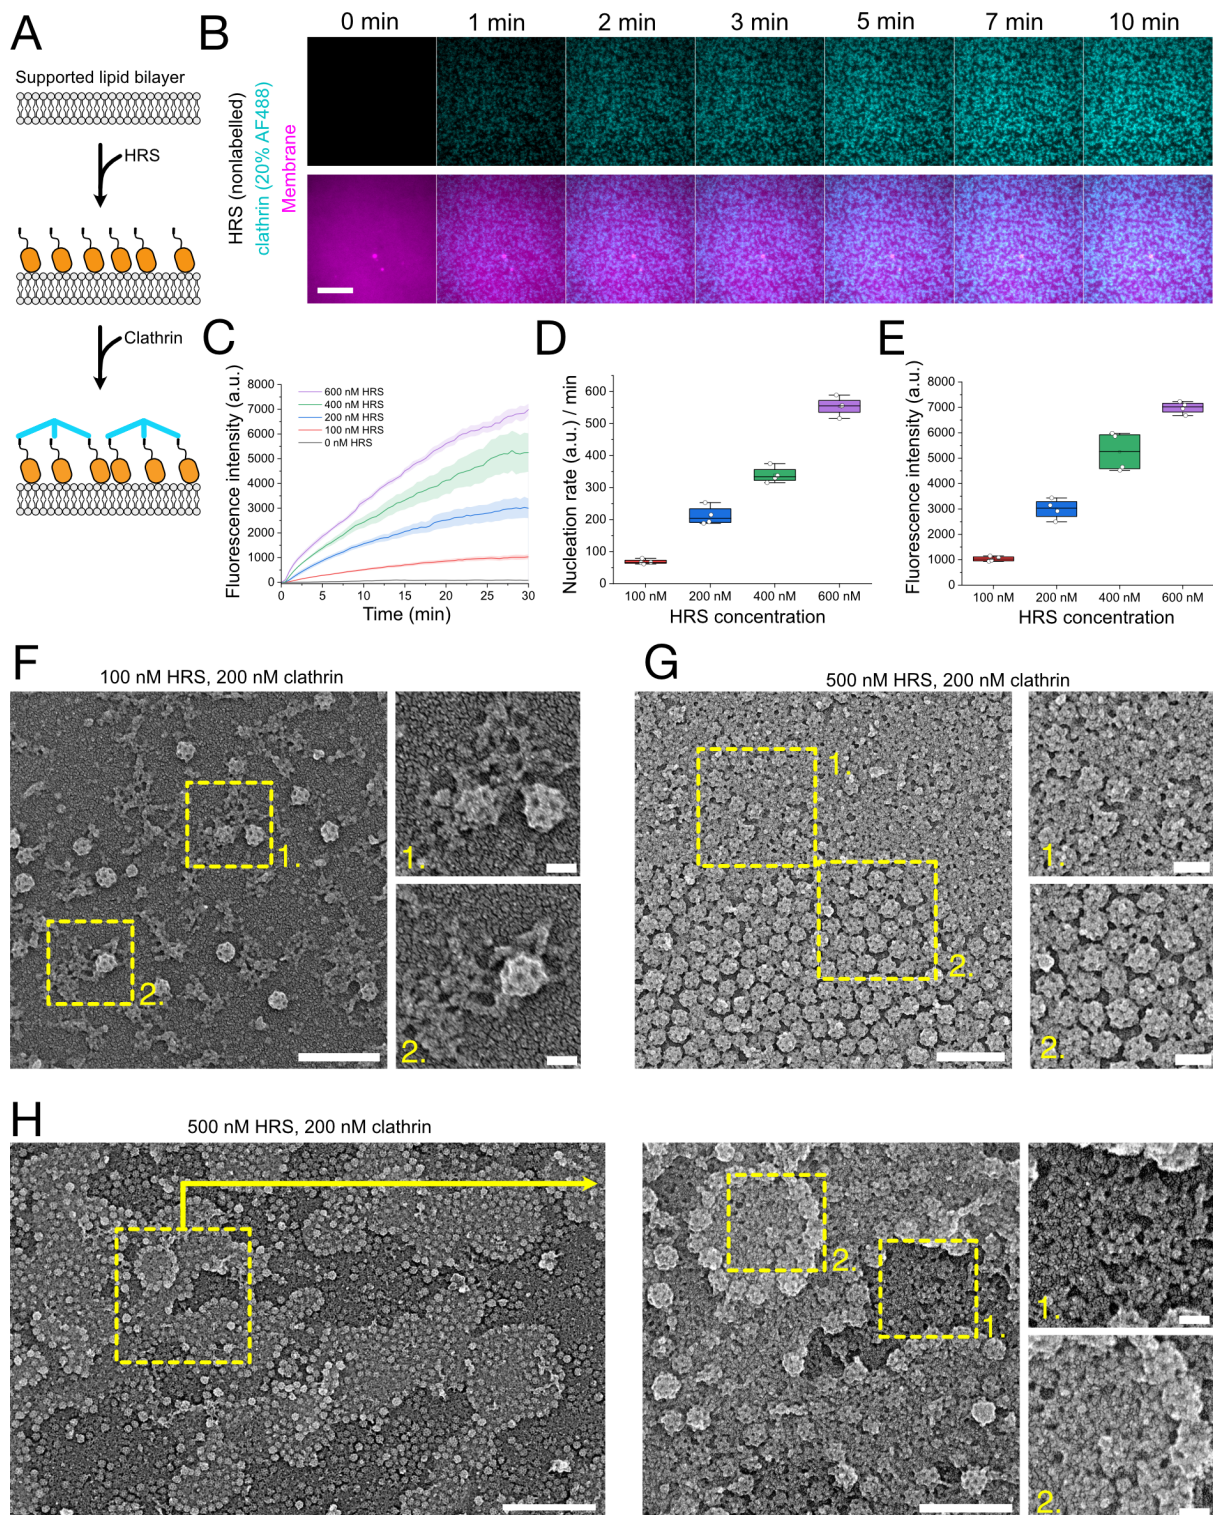 A
Supported lipid bilayer
HRS
Clathrin
B
0 min
1 min
2 min
3 min
5 min
7 min
10 min
HRS (nonlabelled)
clathrin (20% AF488)
Membrane
C
Fluorescence intensity (a.u.)
8000
7000
6000
5000
4000
3000
2000
1000
0
600 nM HRS
400 nM HRS
200 nM HRS
100 nM HRS
0 nM HRS
0
5
10
15
20
25
30
Time (min)
D
Nucleation rate (a.u.) / min
600
500
400
300
200
100
0
100 nM
200 nM
400 nM
600 nM
HRS concentration
E
Fluorescence intensity (a.u.)
8000
7000
6000
5000
4000
3000
2000
1000
0
100 nM
200 nM
400 nM
600 nM
HRS concentration
F
100 nM HRS, 200 nM clathrin
1.
2.
1.
2.
G
500 nM HRS, 200 nM clathrin
1.
2.
1.
2.
H
500 nM HRS, 200 nM clathrin
2.
1.
1.
2.